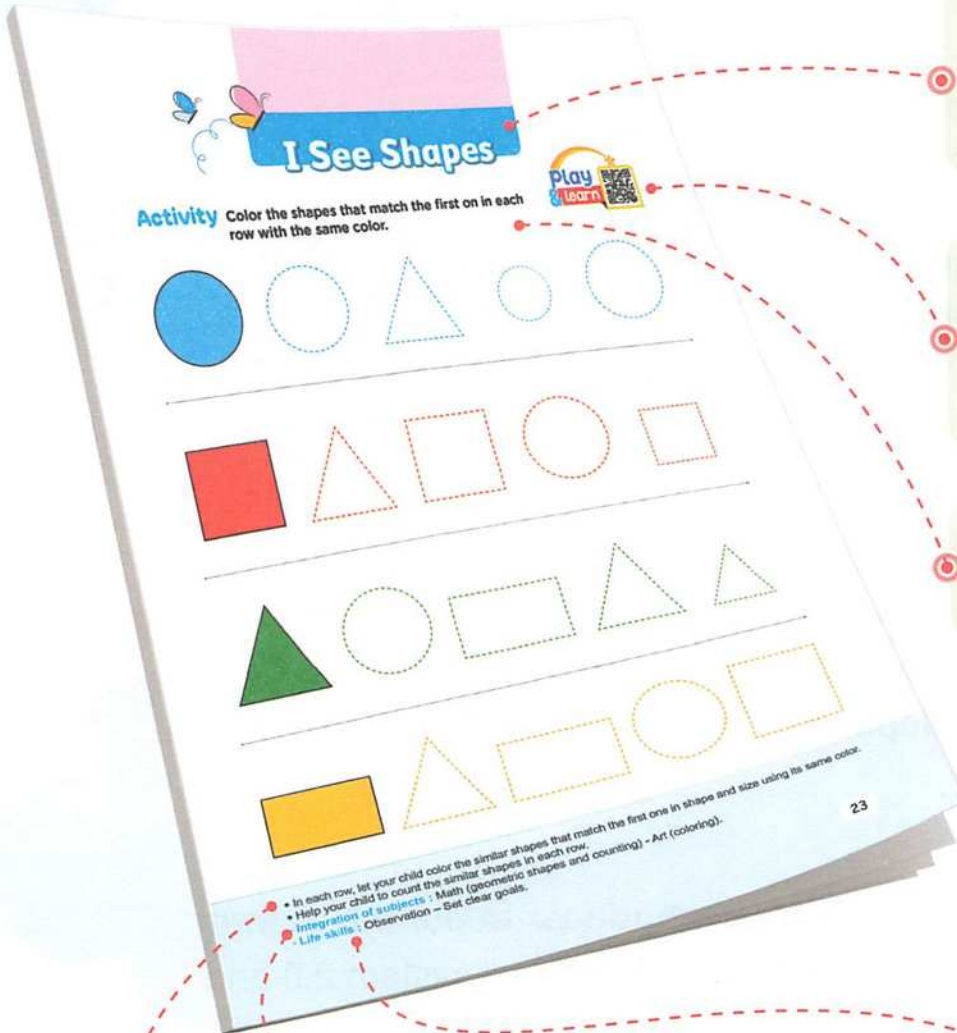 I See Shapes
Play
& learn
Activity Color the shapes that match the first on in each
row with the same color.
• In each row, let your child color the similar shapes that match the first one in shape and size using its same color.
• Help your child to count the similar shapes in each row.
- Integration of subjects : Math (geometric shapes and counting) - Art (coloring).
- Life skills : Observation – Set clear goals.
23